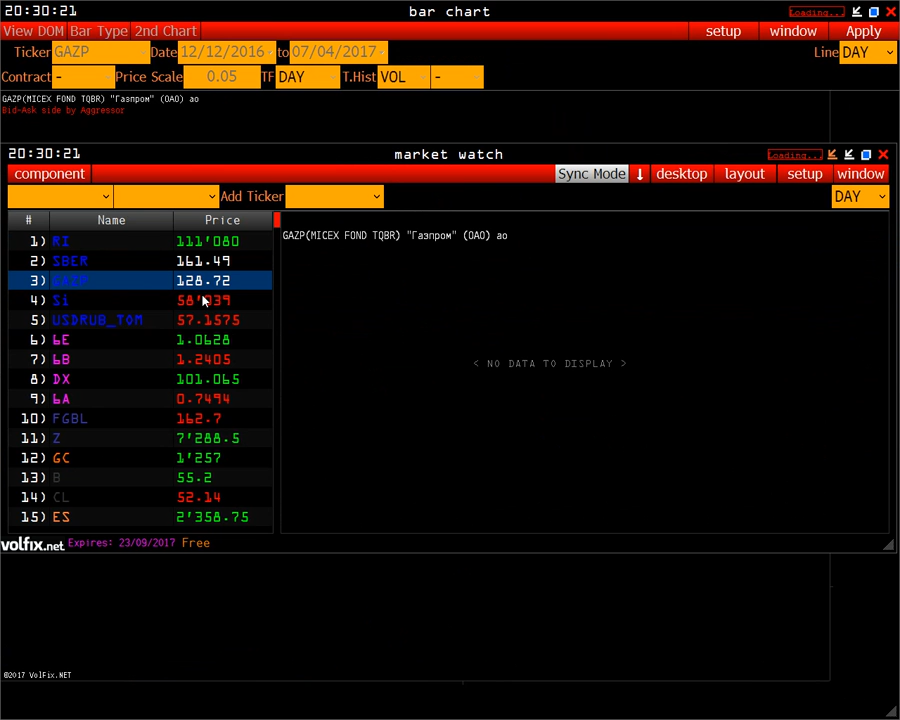 20:30:21 bar chart Loading...
View DOM Bar Type 2nd Chart setup window Apply
Ticker GAZP Date 12/12/2016 to 07/04/2017 Line DAY
Contract - Price Scale 0.05 TF DAY T.Hist VOL -
GAZP(MICEX FOND TQBR) "Газпром" (ОАО) ао
Bid-Ask side by Aggressor
20:30:21 market watch Loading...
component Sync Mode ↓ desktop layout setup window
Add Ticker DAY
# Name Price
GAZP(MICEX FOND TQBR) "Газпром" (ОАО) ао
1) RI 111'080
2) SBER 161.49
3) GAZP 128.72
4) Si 58'039
5) USDRUB_TOM 57.1575
6) 6E 1.0628
7) 6B 1.2405
< NO DATA TO DISPLAY >
8) DX 101.065
9) 6A 0.7494
10) FGBL 162.7
11) Z 7'288.5
12) GC 1'257
13) B 55.2
14) CL 52.14
15) ES 2'358.75
volfix.net Expires: 23/09/2017 Free
©2017 VolFix.NET